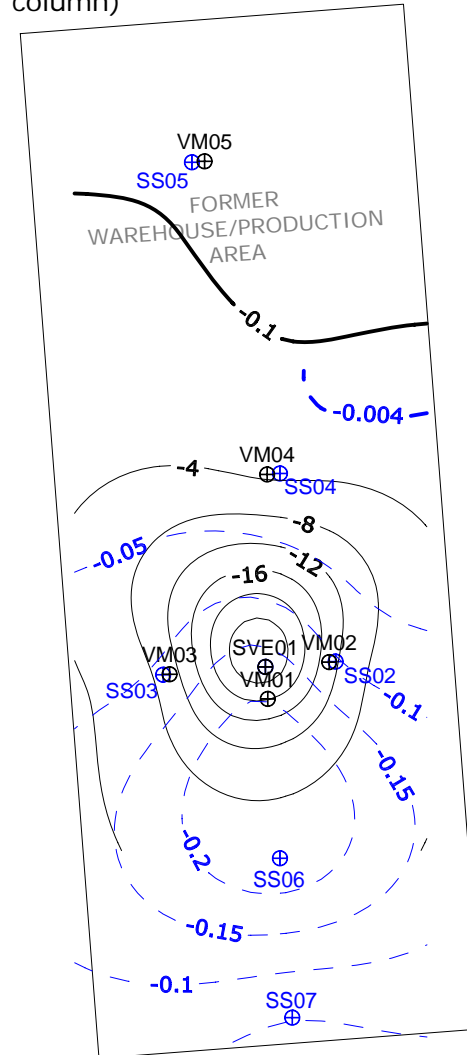 column)
VM05
SS05
FORMER
WAREHOUSE/PRODUCTION
AREA
-0.1
-0.004
VM04
-4
SS04
-8
-0.05
-12
-16
SVE01
VM03
VM02
SS03
VM01
SS02
-0.1
-0.15
-0.2
SS06
-0.15
-0.1
SS07